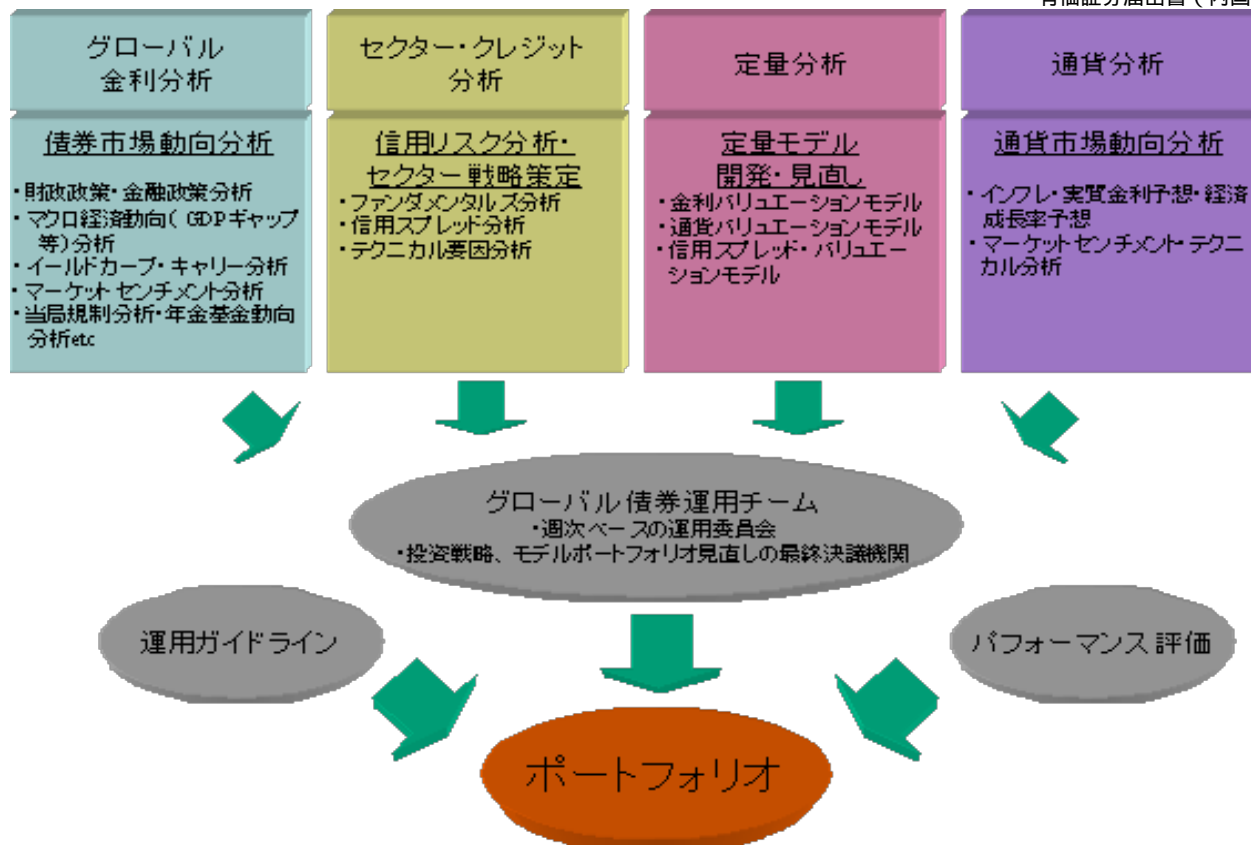 グローバル
金利分析
債券市場動向分析
・財政政策・金融政策分析
・マクロ経済動向(GDPギャップ
等)分析
・イールドカーブ・キャリー分析
・マーケットセンチメント分析
・当局規制分析・年金基金動向
分析etc
セクター・クレジット
分析
信用リスク分析・
セクター戦略策定
・ファンダメンタルズ分析
・信用スプレッド分析
・テクニカル要因分析
定量分析
定量モデル
開発・見直し
・金利バリュエーションモデル
・通貨バリュエーションモデル
・信用スプレッド・バリュエー
ションモデル
通貨分析
通貨市場動向分析
・インフレ・実質金利予想・経済
成長率予想
・マーケットセンチメント・テクニ
カル分析
グローバル債券運用チーム
・週次ベースの運用委員会
・投資戦略、モデルポートフォリオ見直しの最終決議機関
運用ガイドライン
パフォーマンス評価
ポートフォリオ